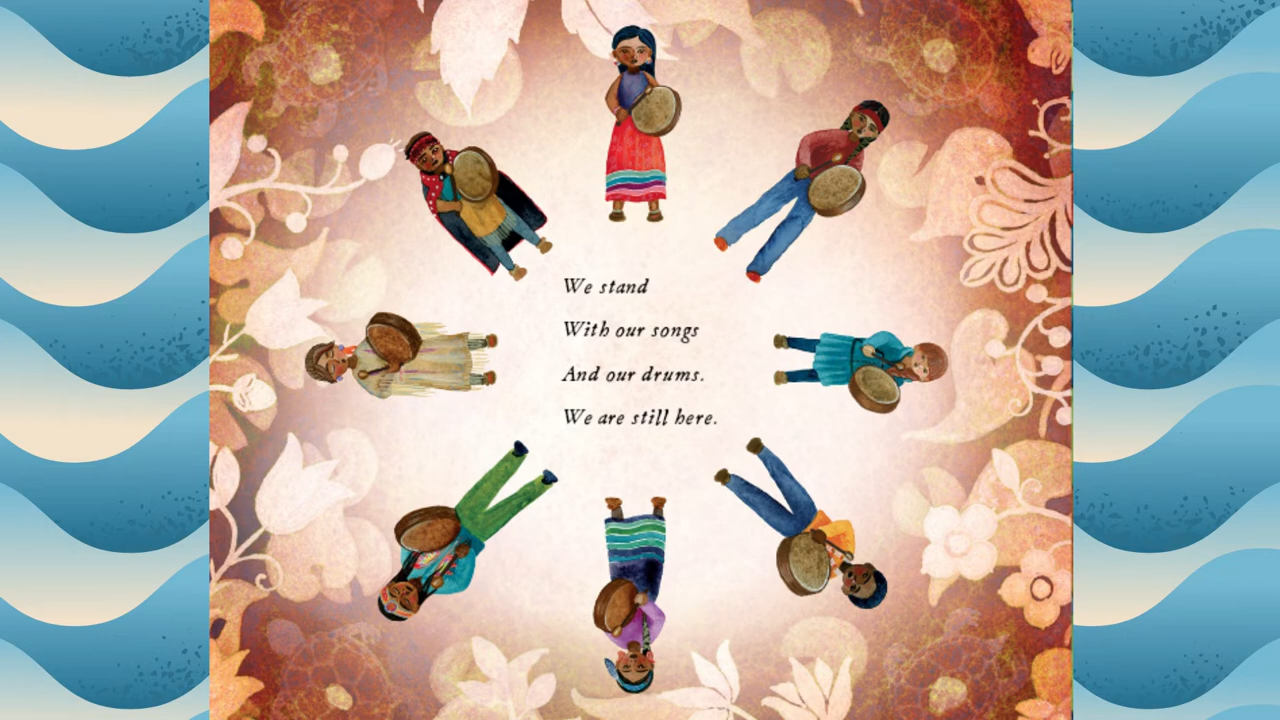 We stand
With our songs
And our drums.
We are still here.